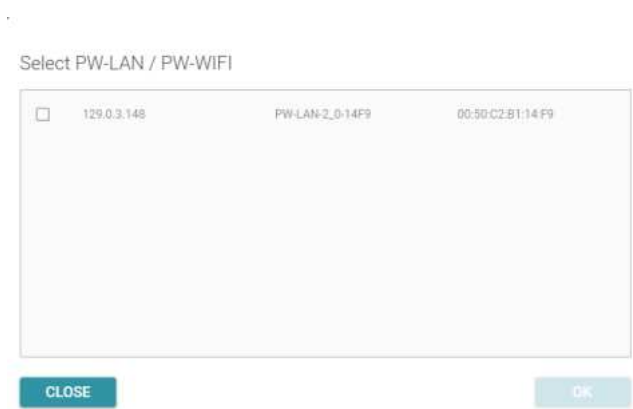 Select PW-LAN / PW-WIFI
129.0.3.148 PW-LAN-2_0-14F9 00:50:C2:B1:14:F9
CLOSE OK